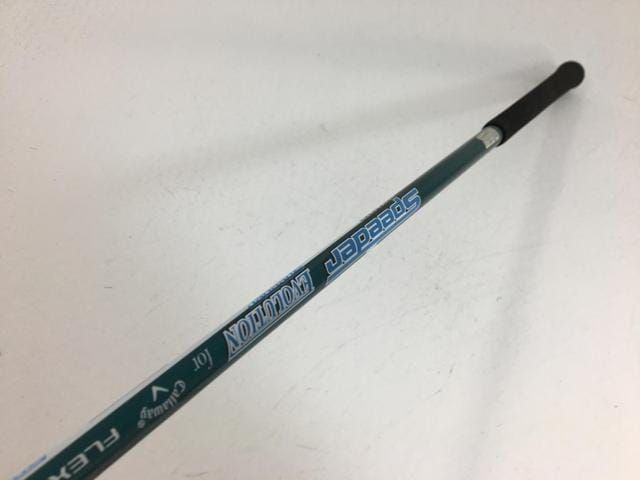 Speeder
EVOLUTION
for
Callaway®
FLEX